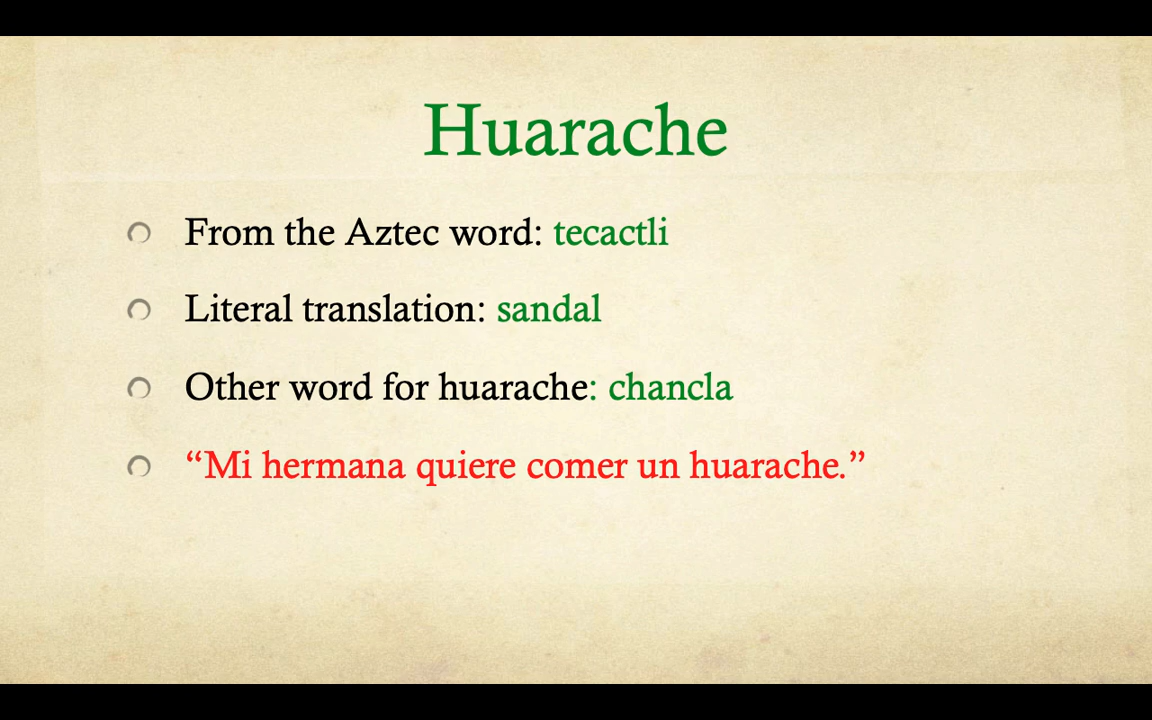 Huarache
From the Aztec word: tecactli
Literal translation: sandal
Other word for huarache: chancla
“Mi hermana quiere comer un huarache.”